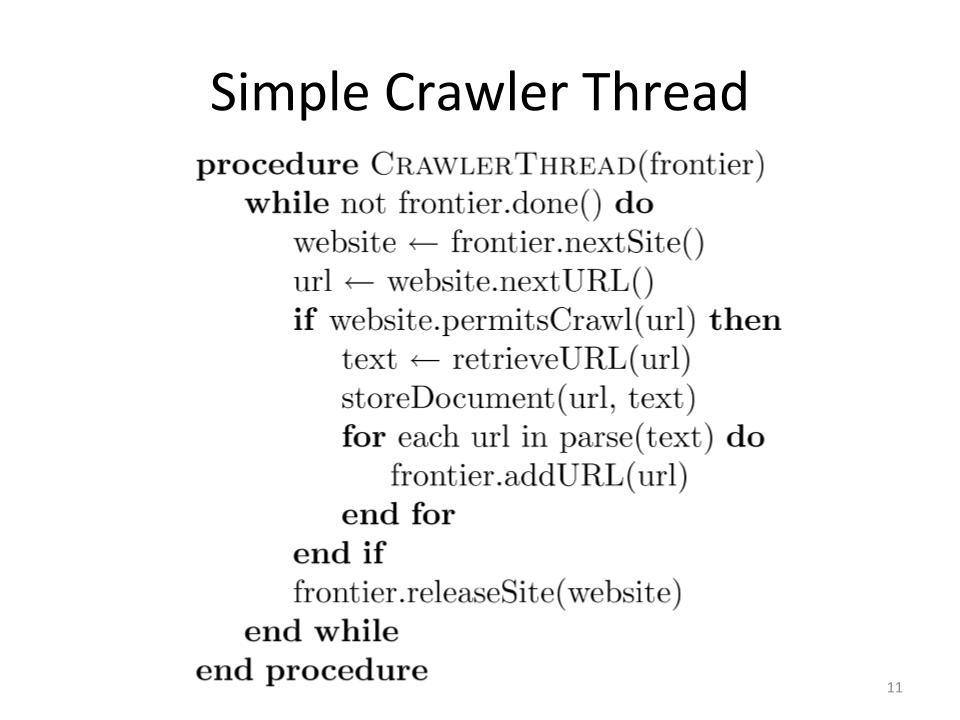 Simple Crawler Thread
procedure CRAWLERTHREAD(frontier)
while not frontier.done() do
website ← frontier.nextSite()
url ← website.nextURL()
if website.permitsCrawl(url) then
text ← retrieveURL(url)
storeDocument(url, text)
for each url in parse(text) do
frontier.addURL(url)
end for
end if
frontier.releaseSite(website)
end while
end procedure
11